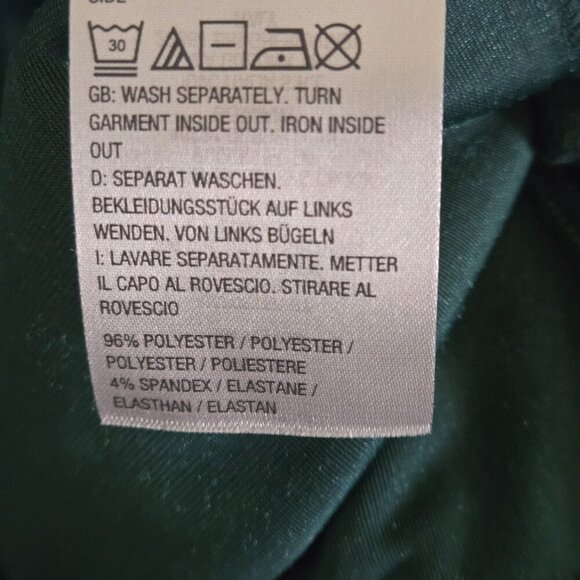 SIDE
30
GB: WASH SEPARATELY. TURN
GARMENT INSIDE OUT. IRON INSIDE
OUT
D: SEPARAT WASCHEN.
BEKLEIDUNGSSTÜCK AUF LINKS
WENDEN. VON LINKS BÜGELN
I: LAVARE SEPARATAMENTE. METTER
IL CAPO AL ROVESCIO. STIRARE AL
ROVESCIO
96% POLYESTER / POLYESTER /
POLYESTER / POLIESTERE
4% SPANDEX / ELASTANE /
ELASTHAN / ELASTAN